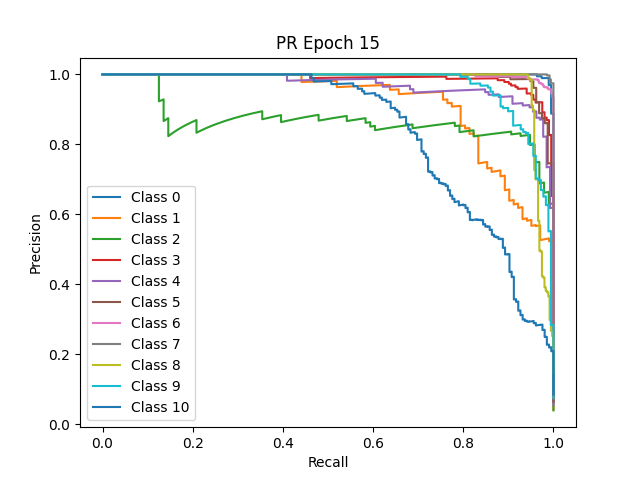 PR Epoch 15
Precision
1.0
0.8
0.6
0.4
0.2
0.0
Class 0
Class 1
Class 2
Class 3
Class 4
Class 5
Class 6
Class 7
Class 8
Class 9
Class 10
0.0 0.2 0.4 0.6 0.8 1.0
Recall